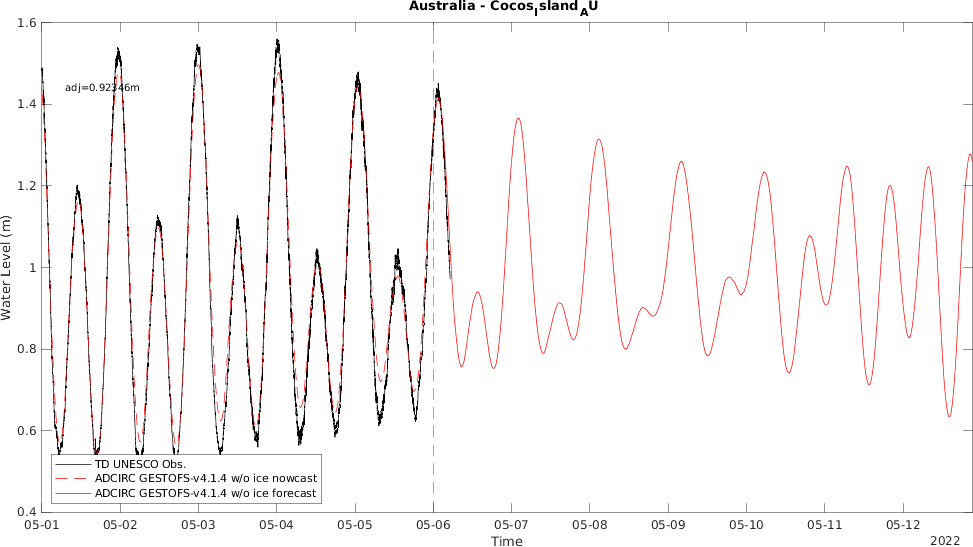 Australia - Cocos_Island_AU
1.6
adj=0.92346m
1.4
1.2
1
0.8
0.6
0.4
Water Level (m)
TD UNESCO Obs.
ADCIRC GESTOFS-v4.1.4 w/o ice nowcast
ADCIRC GESTOFS-v4.1.4 w/o ice forecast
05-01 05-02 05-03 05-04 05-05 05-06 05-07 05-08 05-09 05-10 05-11 05-12
Time
2022